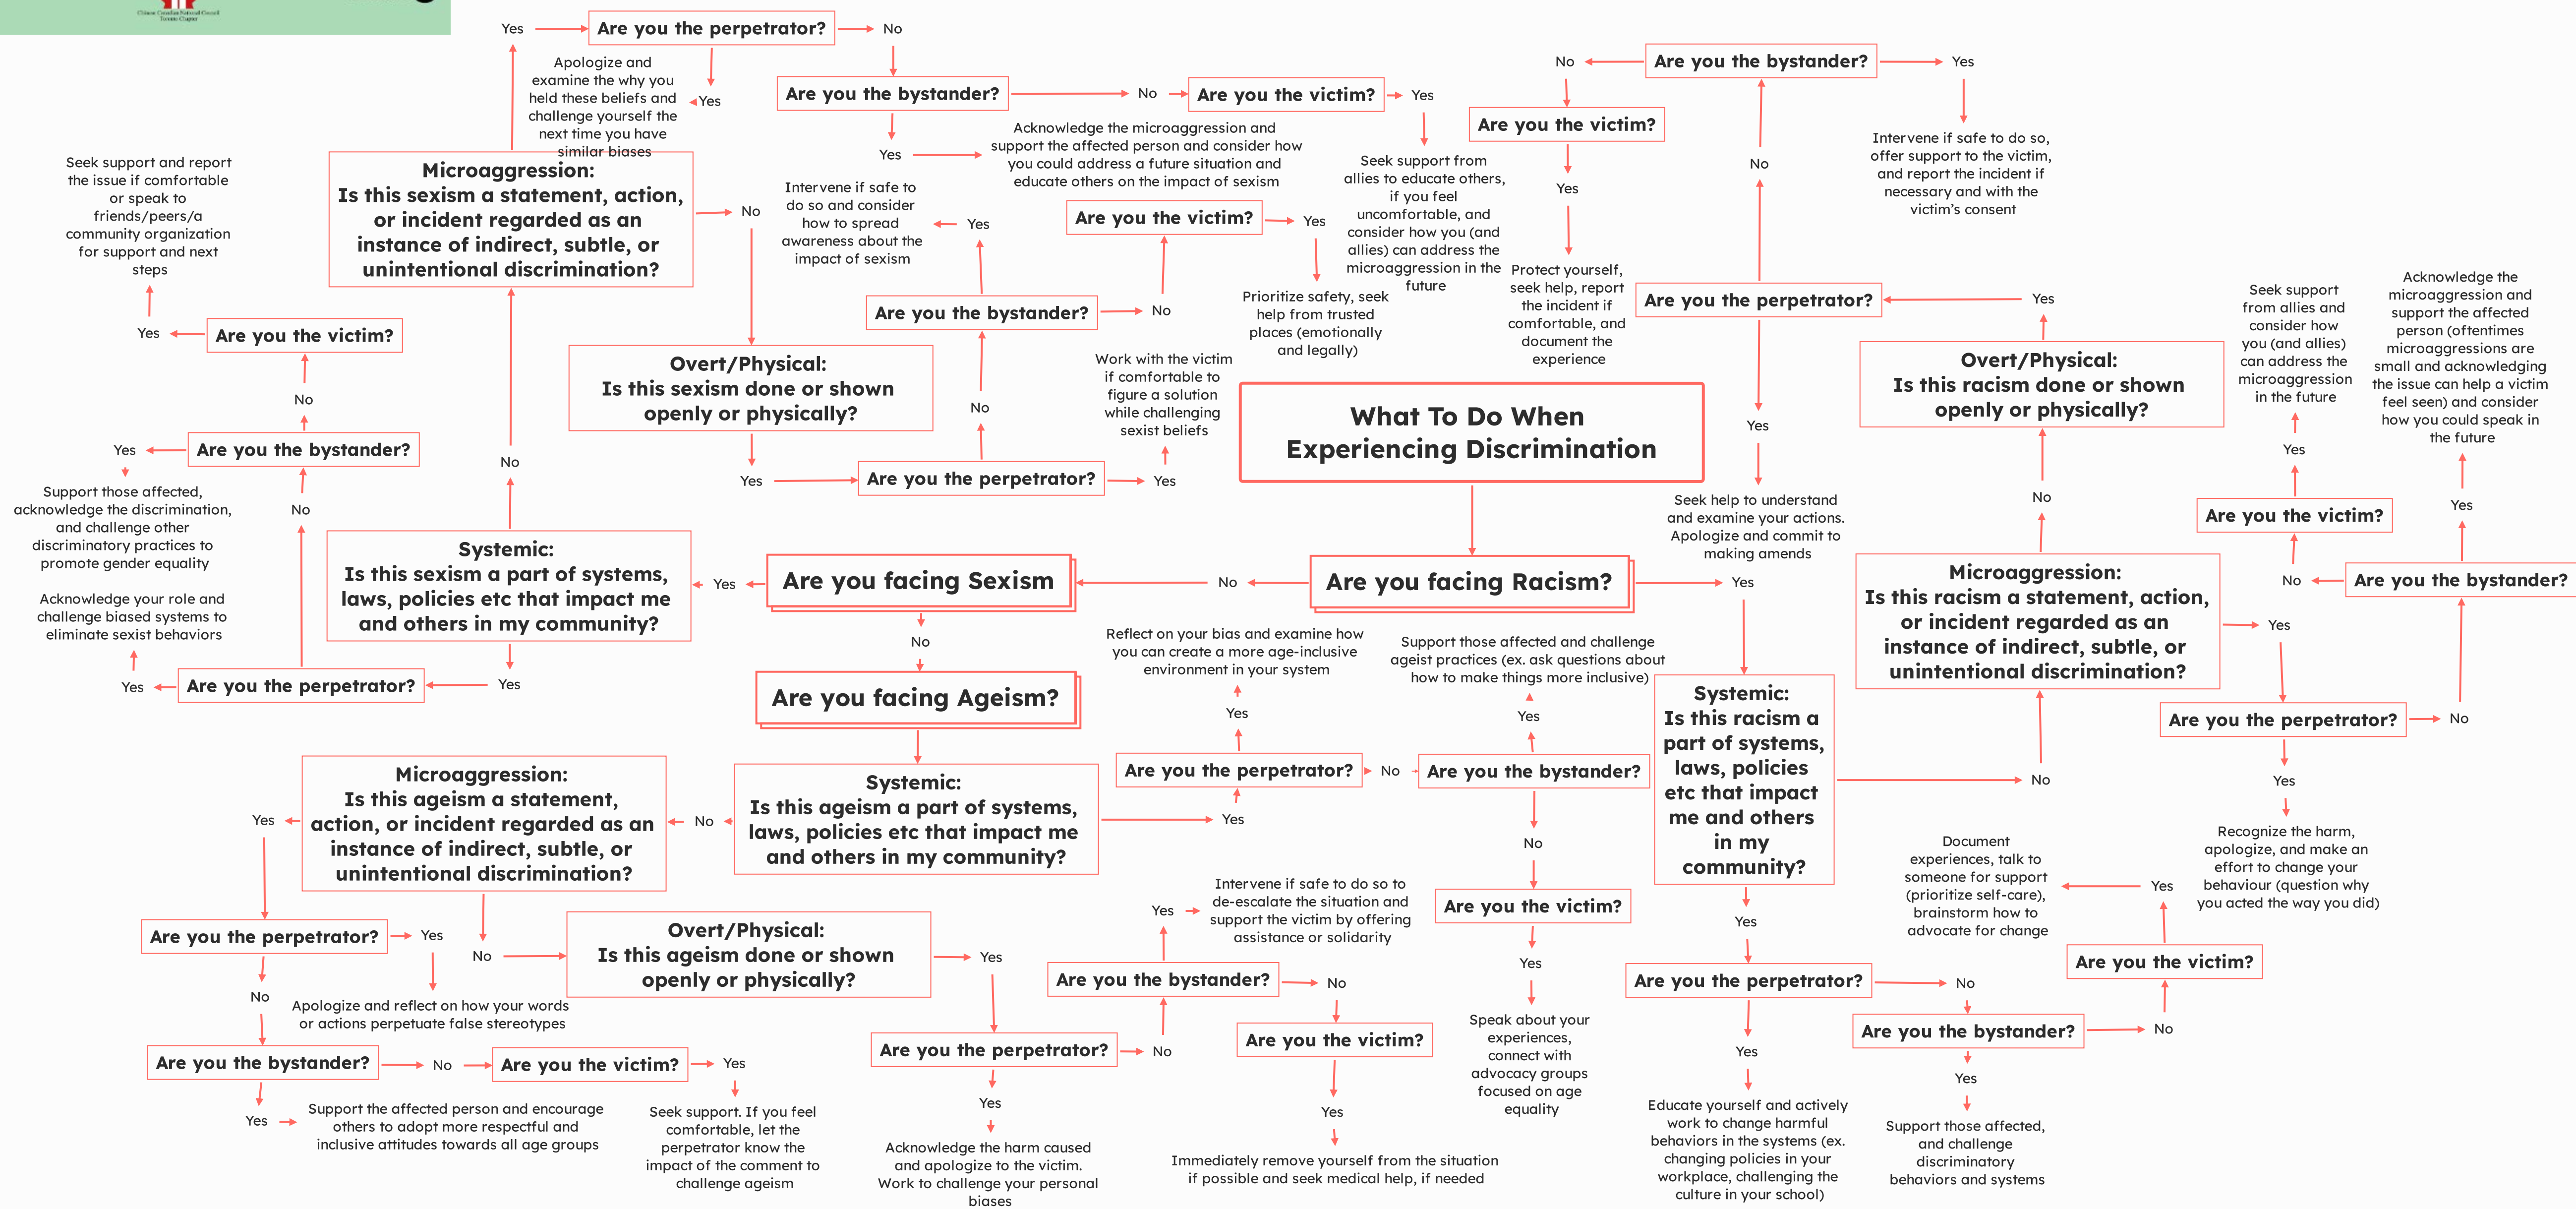 Chinese Canadian National Council
Toronto Chapter
Yes
Are you the perpetrator?
No
Apologize and
examine the why you
held these beliefs and
challenge yourself the
next time you have
similar biases
Yes
Are you the bystander?
No
Are you the victim?
Yes
Yes
Acknowledge the microaggression and
support the affected person and consider how
you could address a future situation and
educate others on the impact of sexism
Seek support from
allies to educate others,
if you feel
uncomfortable, and
consider how you (and
allies) can address the
microaggression in the
future
Microaggression:
Is this sexism a statement, action,
or incident regarded as an
instance of indirect, subtle, or
unintentional discrimination?
No
Seek support and report
the issue if comfortable
or speak to
friends/peers/a
community organization
for support and next
steps
Yes
Are you the victim?
No
Yes
Are you the bystander?
Support those affected,
acknowledge the discrimination,
and challenge other
discriminatory practices to
promote gender equality
No
Acknowledge your role and
challenge biased systems to
eliminate sexist behaviors
Yes
Are you the perpetrator?
Yes
No
Systemic:
Is this sexism a part of systems,
laws, policies etc that impact me
and others in my community?
Yes
Overt/Physical:
Is this sexism done or shown
openly or physically?
Yes
Are you the perpetrator?
Yes
Work with the victim
if comfortable to
figure a solution
while challenging
sexist beliefs
No
Are you the bystander?
No
Yes
Intervene if safe to
do so and consider
how to spread
awareness about the
impact of sexism
Are you the victim?
Yes
Prioritize safety, seek
help from trusted
places (emotionally
and legally)
What To Do When
Experiencing Discrimination
Are you facing Racism?
No
Yes
Are you facing Sexism
No
Are you facing Ageism?
No
Are you the bystander?
Yes
Are you the victim?
Yes
Protect yourself,
seek help, report
the incident if
comfortable, and
document the
experience
Intervene if safe to do so,
offer support to the victim,
and report the incident if
necessary and with the
victim's consent
No
Are you the perpetrator?
Yes
Yes
Seek help to understand
and examine your actions.
Apologize and commit to
making amends
Overt/Physical:
Is this racism done or shown
openly or physically?
No
Microaggression:
Is this racism a statement, action,
or incident regarded as an
instance of indirect, subtle, or
unintentional discrimination?
Yes
Seek support
from allies and
consider how
you (and allies)
can address the
microaggression
in the future
Yes
Are you the victim?
No
Acknowledge the
microaggression and
support the affected
person (oftentimes
microaggressions are
small and acknowledging
the issue can help a victim
feel seen) and consider
how you could speak in
the future
Yes
Are you the bystander?
Are you the perpetrator?
No
Yes
Recognize the harm,
apologize, and make an
effort to change your
behaviour (question why
you acted the way you did)
Systemic:
Is this racism a
part of systems,
laws, policies
etc that impact
me and others
in my
community?
No
Yes
Are you the perpetrator?
No
Yes
Educate yourself and actively
work to change harmful
behaviors in the systems (ex.
changing policies in your
workplace, challenging the
culture in your school)
Are you the bystander?
No
Yes
Support those affected,
and challenge
discriminatory
behaviors and systems
Are you the victim?
Yes
Document
experiences, talk to
someone for support
(prioritize self-care),
brainstorm how to
advocate for change
Systemic:
Is this ageism a part of systems,
laws, policies etc that impact me
and others in my community?
No
Yes
Are you the perpetrator?
Yes
Reflect on your bias and examine how
you can create a more age-inclusive
environment in your system
No
Are you the bystander?
Yes
Support those affected and challenge
ageist practices (ex. ask questions about
how to make things more inclusive)
No
Are you the victim?
Yes
Speak about your
experiences,
connect with
advocacy groups
focused on age
equality
Microaggression:
Is this ageism a statement,
action, or incident regarded as an
instance of indirect, subtle, or
unintentional discrimination?
Yes
Are you the perpetrator?
Yes
Apologize and reflect on how your words
or actions perpetuate false stereotypes
No
Are you the bystander?
No
Are you the victim?
Yes
Yes
Support the affected person and encourage
others to adopt more respectful and
inclusive attitudes towards all age groups
Seek support. If you feel
comfortable, let the
perpetrator know the
impact of the comment to
challenge ageism
No
Overt/Physical:
Is this ageism done or shown
openly or physically?
Yes
Are you the perpetrator?
No
Yes
Acknowledge the harm caused
and apologize to the victim.
Work to challenge your personal
biases
Are you the bystander?
Yes
Intervene if safe to do so to
de-escalate the situation and
support the victim by offering
assistance or solidarity
No
Are you the victim?
Yes
Immediately remove yourself from the situation
if possible and seek medical help, if needed